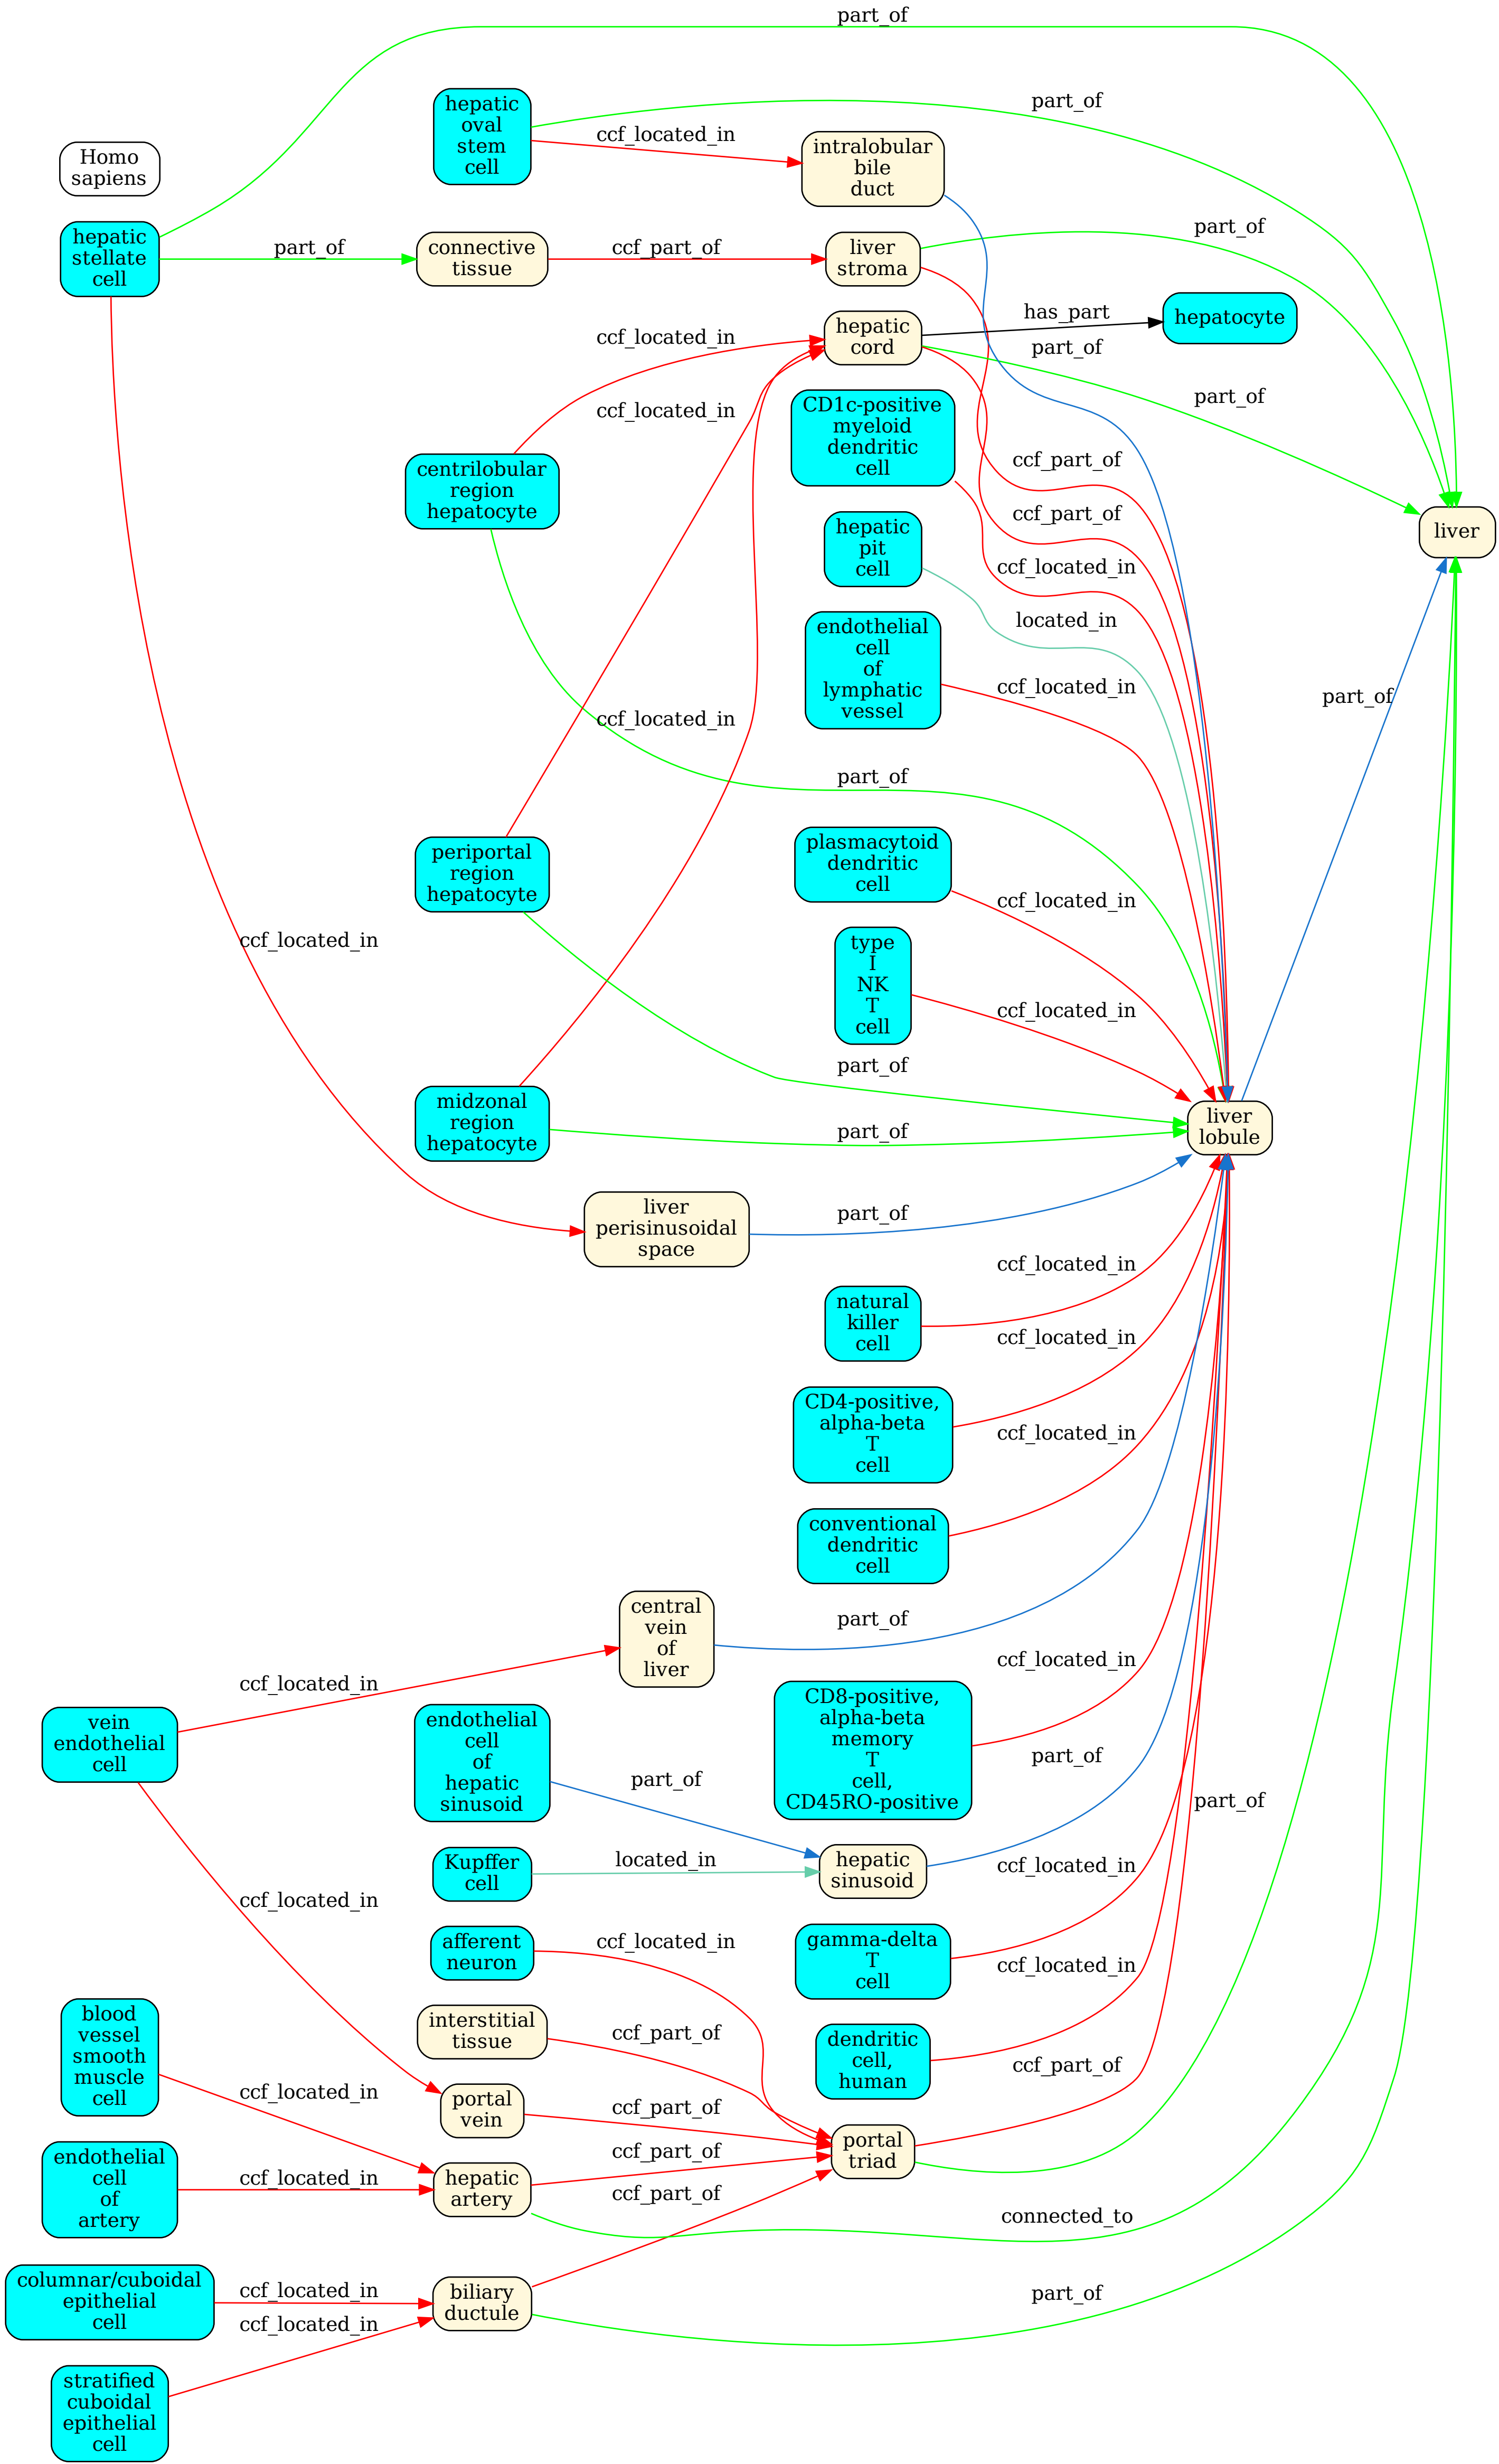 part_of
hepatic
oval
stem
cell
part_of
ccf_located_in
intralobular
bile
duct
Homo
sapiens
hepatic
stellate
cell
part_of
connective
tissue
ccf_part_of
liver
stroma
part_of
hepatic
cord
has_part
hepatocyte
part_of
part_of
ccf_located_in
ccf_located_in
CD1c-positive
myeloid
dendritic
cell
centrilobular
region
hepatocyte
ccf_part_of
ccf_part_of
liver
hepatic
pit
cell
ccf_located_in
located_in
endothelial
cell
of
lymphatic
vessel
ccf_located_in
part_of
ccf_located_in
part_of
plasmacytoid
dendritic
cell
ccf_located_in
periportal
region
hepatocyte
ccf_located_in
type
I
NK
T
cell
ccf_located_in
part_of
midzonal
region
hepatocyte
part_of
liver
lobule
liver
perisinusoidal
space
part_of
ccf_located_in
natural
killer
cell
ccf_located_in
CD4-positive,
alpha-beta
T
cell
ccf_located_in
conventional
dendritic
cell
central
vein
of
liver
part_of
ccf_located_in
vein
endothelial
cell
ccf_located_in
CD8-positive,
alpha-beta
memory
T
cell,
CD45RO-positive
endothelial
cell
of
hepatic
sinusoid
part_of
part_of
part_of
Kupffer
cell
located_in
hepatic
sinusoid
ccf_located_in
ccf_located_in
afferent
neuron
ccf_located_in
gamma-delta
T
cell
ccf_located_in
interstitial
tissue
ccf_part_of
dendritic
cell,
human
ccf_part_of
blood
vessel
smooth
muscle
cell
ccf_located_in
portal
vein
ccf_part_of
portal
triad
endothelial
cell
of
artery
ccf_located_in
hepatic
artery
ccf_part_of
ccf_part_of
connected_to
columnar/cuboidal
epithelial
cell
ccf_located_in
biliary
ductule
part_of
ccf_located_in
stratified
cuboidal
epithelial
cell